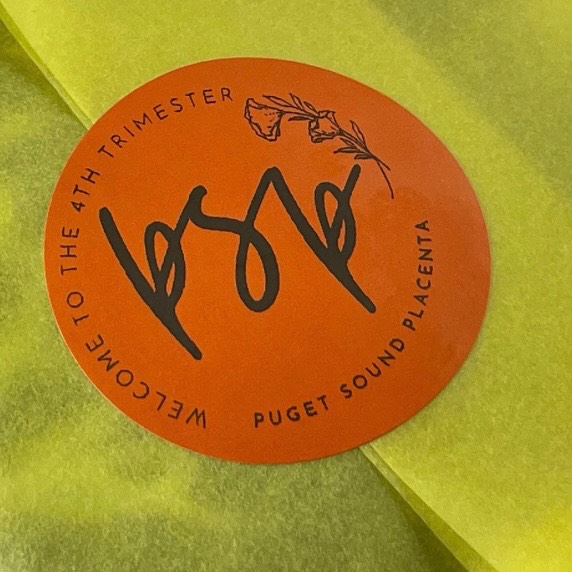 WELCOME TO THE 4TH TRIMESTER
psp
PUGET SOUND PLACENTA